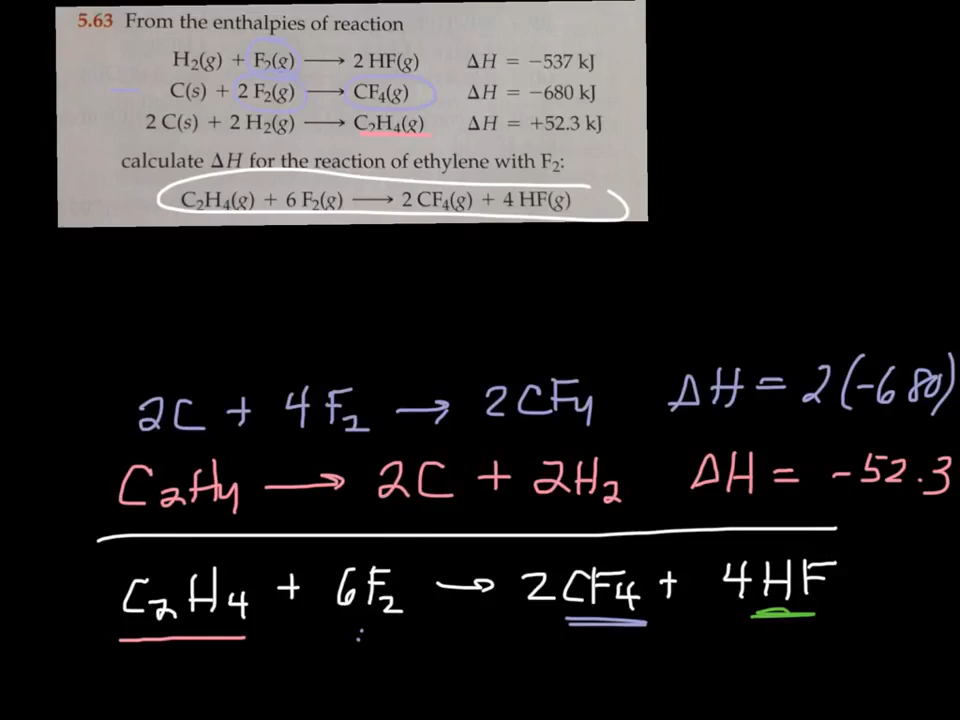 5.63 From the enthalpies of reaction
H₂(g) + F₂(g) ⟶ 2 HF(g) ΔH = −537 kJ
C(s) + 2 F₂(g) ⟶ CF₄(g) ΔH = −680 kJ
2 C(s) + 2 H₂(g) ⟶ C₂H₄(g) ΔH = +52.3 kJ
calculate ΔH for the reaction of ethylene with F₂:
C₂H₄(g) + 6 F₂(g) ⟶ 2 CF₄(g) + 4 HF(g)
2C + 4F₂ → 2CF₄ ΔH = 2(-680)
C₂H₄ → 2C + 2H₂ ΔH = -52.3
C₂H₄ + 6F₂ → 2CF₄ + 4HF